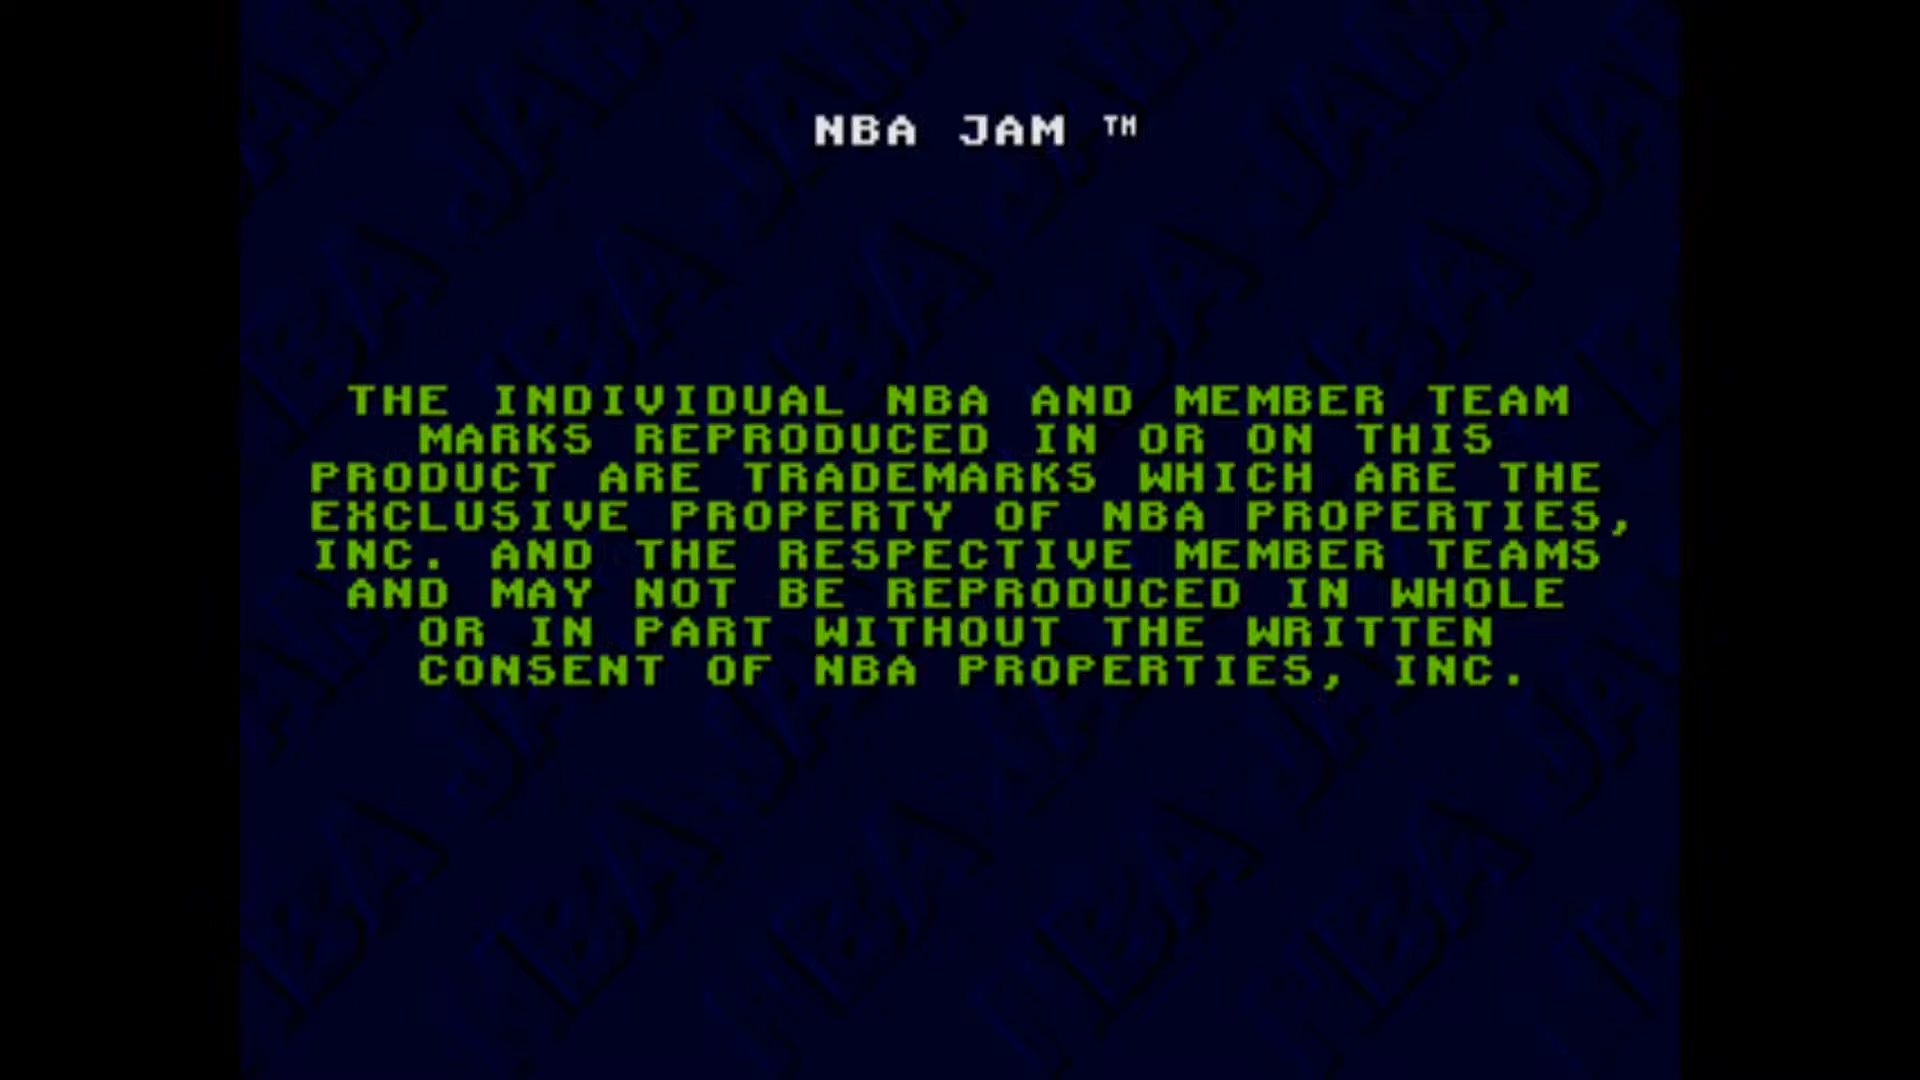 NBA JAM ™
THE INDIVIDUAL NBA AND MEMBER TEAM
MARKS REPRODUCED IN OR ON THIS
PRODUCT ARE TRADEMARKS WHICH ARE THE
EXCLUSIVE PROPERTY OF NBA PROPERTIES,
INC. AND THE RESPECTIVE MEMBER TEAMS
AND MAY NOT BE REPRODUCED IN WHOLE
OR IN PART WITHOUT THE WRITTEN
CONSENT OF NBA PROPERTIES, INC.